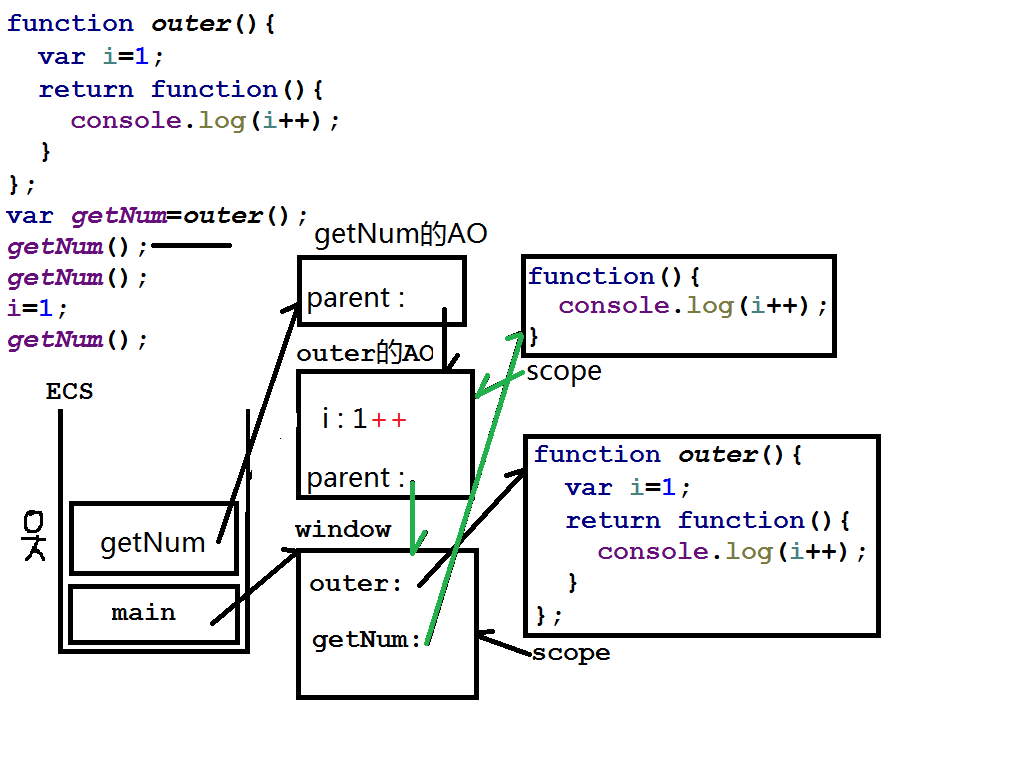 function outer(){
var i=1;
return function(){
console.log(i++);
}
};
var getNum=outer();
getNum();
getNum();
i=1;
getNum();
getNum的AO
parent :
function(){
console.log(i++);
}
scope
outer的AO
i : 1++
parent :
ECS
getNum
main
window
outer:
getNum:
function outer(){
var i=1;
return function(){
console.log(i++);
}
};
scope